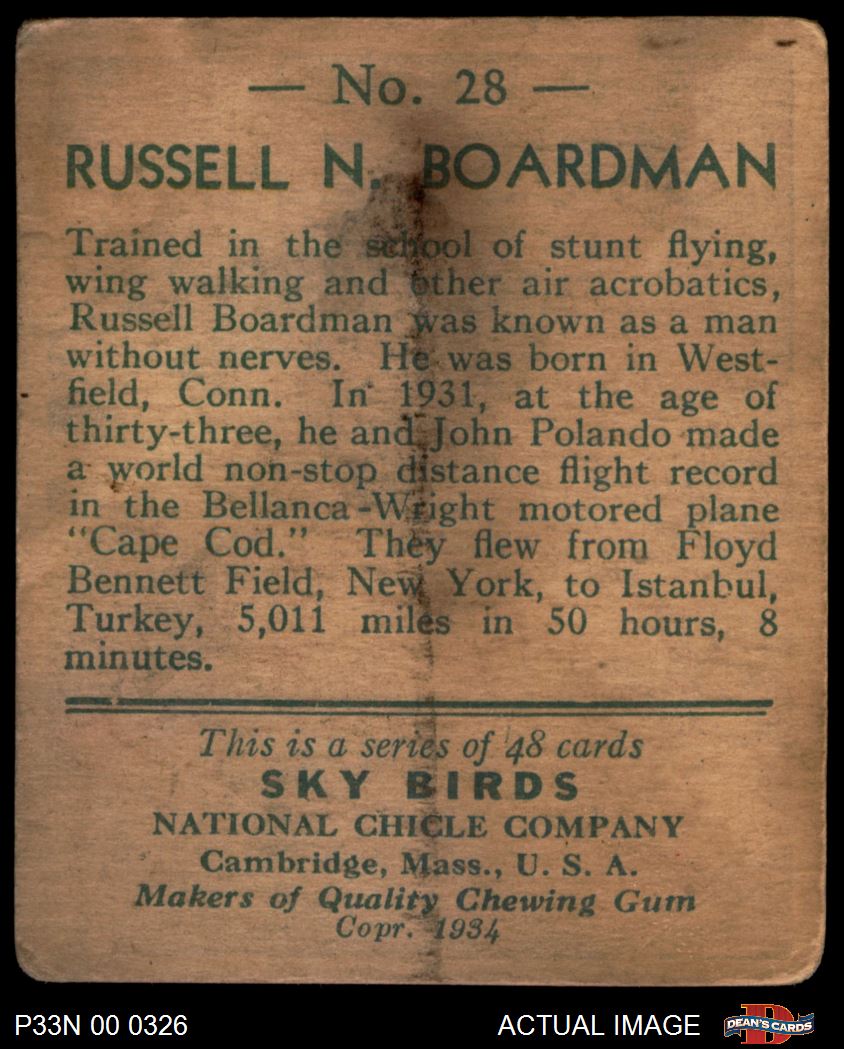 — No. 28 —
RUSSELL N. BOARDMAN
Trained in the school of stunt flying,
wing walking and other air acrobatics,
Russell Boardman was known as a man
without nerves. He was born in West-
field, Conn. In 1931, at the age of
thirty-three, he and John Polando made
a world non-stop distance flight record
in the Bellanca-Wright motored plane
"Cape Cod." They flew from Floyd
Bennett Field, New York, to Istanbul,
Turkey, 5,011 miles in 50 hours, 8
minutes.
This is a series of 48 cards
SKY BIRDS
NATIONAL CHICLE COMPANY
Cambridge, Mass., U. S. A.
Makers of Quality Chewing Gum
Copr. 1934
P33N 00 0326
ACTUAL IMAGE
D
DEAN'S CARDS